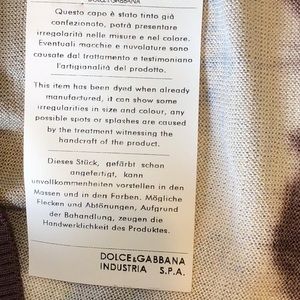 DOLCE&GABBANA
Questo capo è stato tinto già
confezionato, potrà presentare
irregolarità nelle misure e nel colore.
Eventuali macchie e nuvolature sono
causate dal trattamento e testimoniano
l'artigianalità del prodotto.
This item has been dyed when already
manufactured, it can show some
irregularities in size and colour, any
possible spots or splashes are caused
by the treatment witnessing the
handcraft of the product.
Dieses Stück, gefärbt schon
angefertigt, kann
unvollkommenheiten vorstellen in den
Massen und in den Farben. Mögliche
Flecken und Abtönungen, Aufgrund
der Bahandlung, zeugen die
Handwerklichkeit des Produktes.
DOLCE&GABBANA
INDUSTRIA S.P.A.